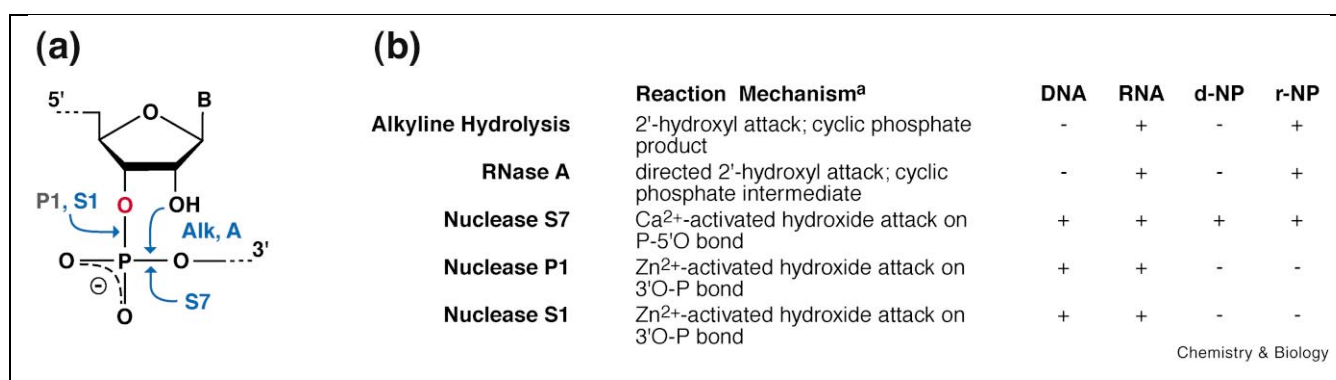 (a)
5'
O
B
P1, S1
O
OH
Alk, A
O
P
O
3'
⊖
O
S7
(b)
Reaction Mechanismᵃ DNA RNA d-NP r-NP
Alkyline Hydrolysis 2'-hydroxyl attack; cyclic phosphate - + - +
product
RNase A directed 2'-hydroxyl attack; cyclic - + - +
phosphate intermediate
Nuclease S7 Ca²⁺-activated hydroxide attack on + + + +
P-5'O bond
Nuclease P1 Zn²⁺-activated hydroxide attack on + + - -
3'O-P bond
Nuclease S1 Zn²⁺-activated hydroxide attack on + + - -
3'O-P bond
Chemistry & Biology